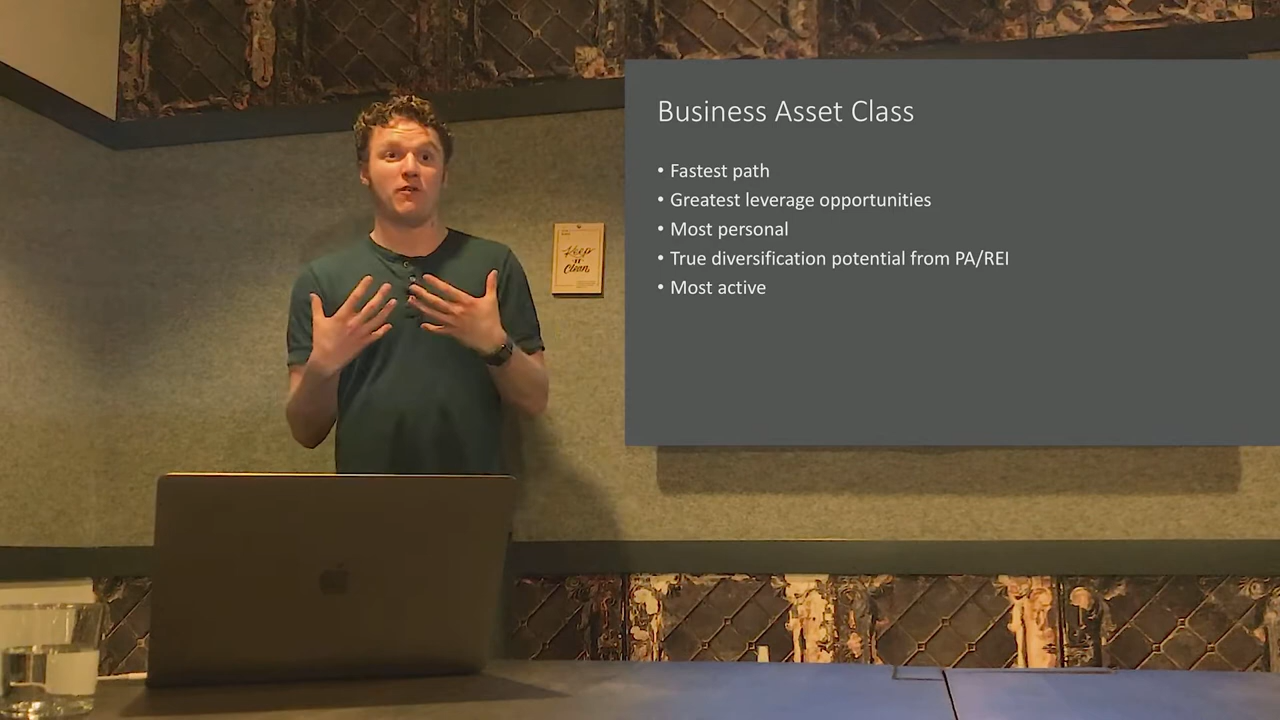 Business Asset Class
• Fastest path
• Greatest leverage opportunities
• Most personal
• True diversification potential from PA/REI
• Most active
Keep
IT
Clean